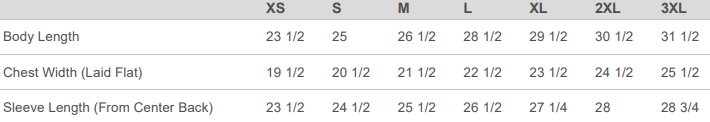 XS S M L XL 2XL 3XL
Body Length 23 1/2 25 26 1/2 28 1/2 29 1/2 30 1/2 31 1/2
Chest Width (Laid Flat) 19 1/2 20 1/2 21 1/2 22 1/2 23 1/2 24 1/2 25 1/2
Sleeve Length (From Center Back) 23 1/2 24 1/2 25 1/2 26 1/2 27 1/4 28 28 3/4